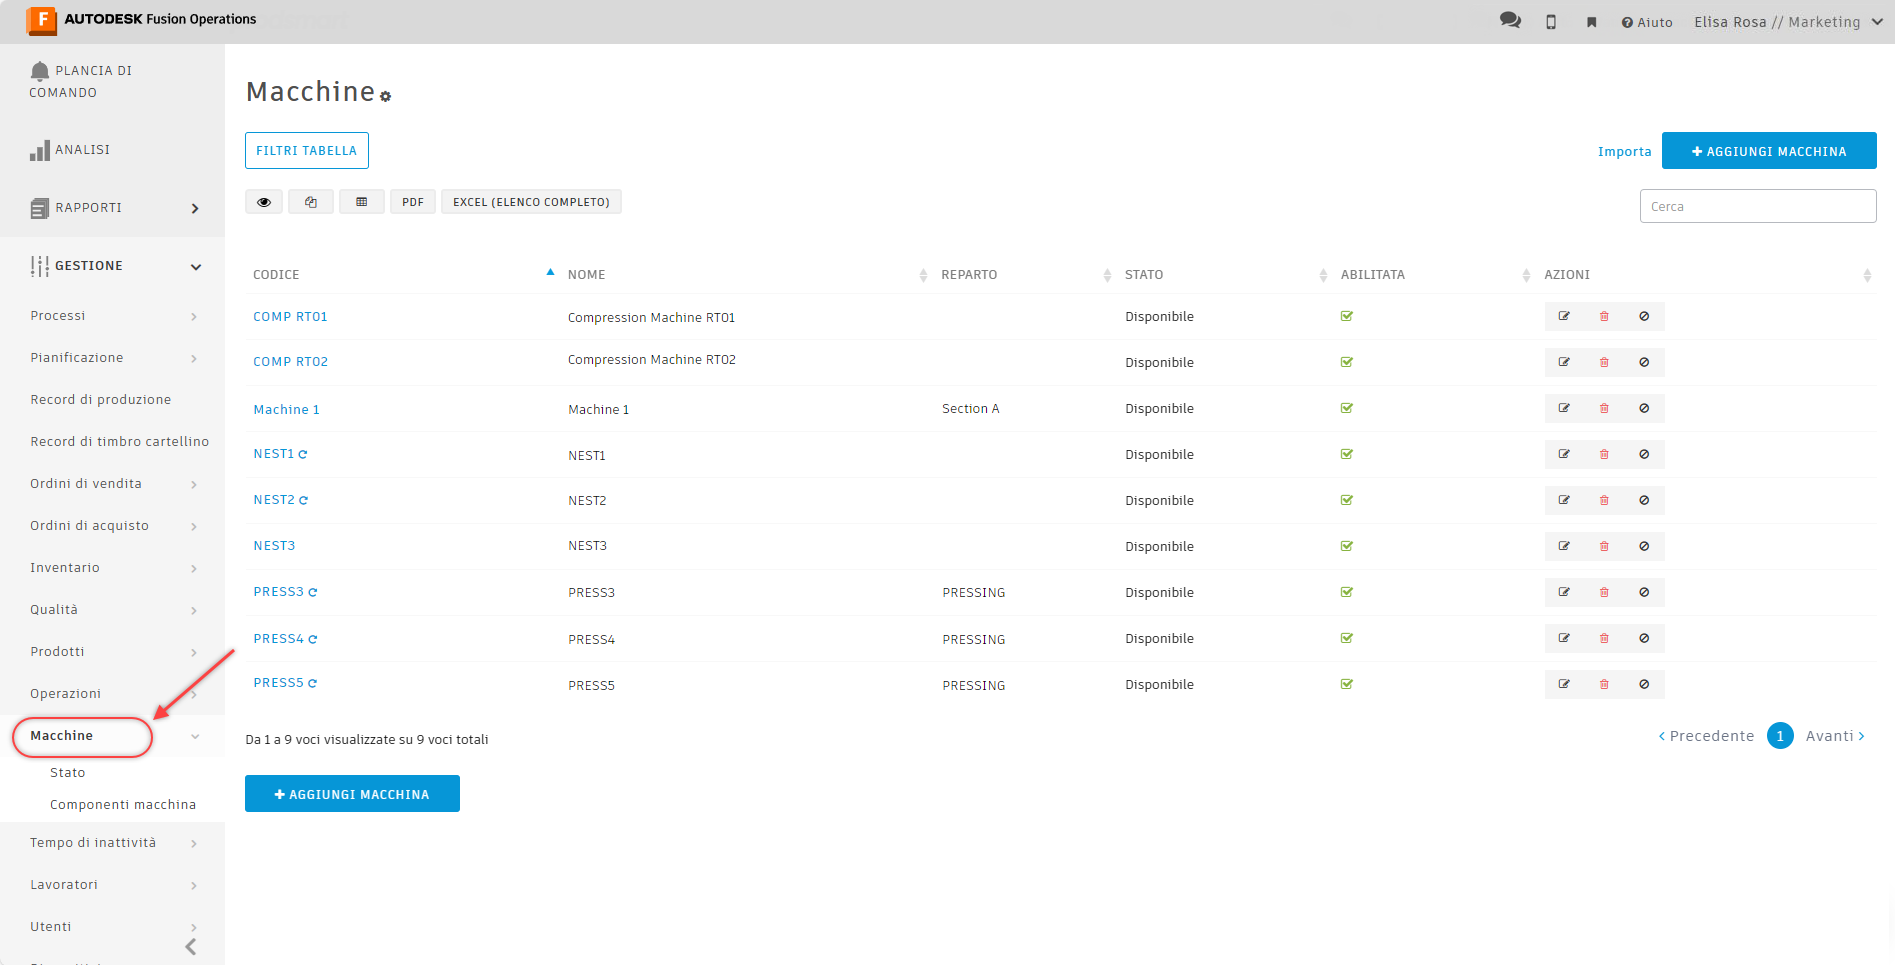 AUTODESK Fusion Operations
Aiuto
Elisa Rosa // Marketing
PLANCIA DI
COMANDO
ANALISI
RAPPORTI
GESTIONE
Processi
Pianificazione
Record di produzione
Record di timbro cartellino
Ordini di vendita
Ordini di acquisto
Inventario
Qualità
Prodotti
Operazioni
Macchine
Stato
Componenti macchina
Tempo di inattività
Lavoratori
Utenti
Macchine
FILTRI TABELLA
Importa
+ AGGIUNGI MACCHINA
PDF
EXCEL (ELENCO COMPLETO)
Cerca
CODICE NOME REPARTO STATO ABILITATA AZIONI
COMP RT01 Compression Machine RT01 Disponibile
COMP RT02 Compression Machine RT02 Disponibile
Machine 1 Machine 1 Section A Disponibile
NEST1 NEST1 Disponibile
NEST2 NEST2 Disponibile
NEST3 NEST3 Disponibile
PRESS3 PRESS3 PRESSING Disponibile
PRESS4 PRESS4 PRESSING Disponibile
PRESS5 PRESS5 PRESSING Disponibile
Da 1 a 9 voci visualizzate su 9 voci totali
Precedente 1 Avanti
+ AGGIUNGI MACCHINA